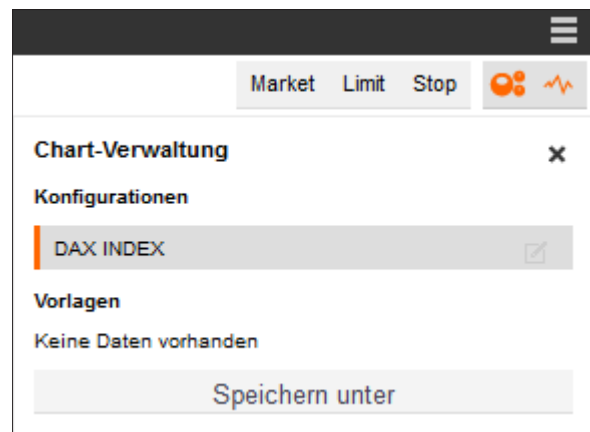 Market Limit Stop
Chart-Verwaltung
Konfigurationen
DAX INDEX
Vorlagen
Keine Daten vorhanden
Speichern unter